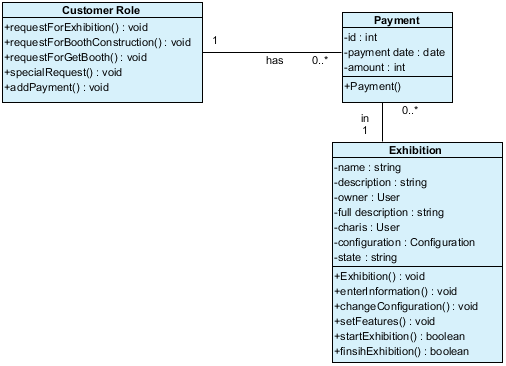 Customer Role
+requestForExhibition() : void
+requestForBoothConstruction() : void
+requestForGetBooth() : void
+specialRequest() : void
+addPayment() : void
1
has
0..*
Payment
-id : int
-payment date : date
-amount : int
+Payment()
0..*
in
1
Exhibition
-name : string
-description : string
-owner : User
-full description : string
-charis : User
-configuration : Configuration
-state : string
+Exhibition() : void
+enterInformation() : void
+changeConfiguration() : void
+setFeatures() : void
+startExhibition() : boolean
+finsihExhibition() : boolean